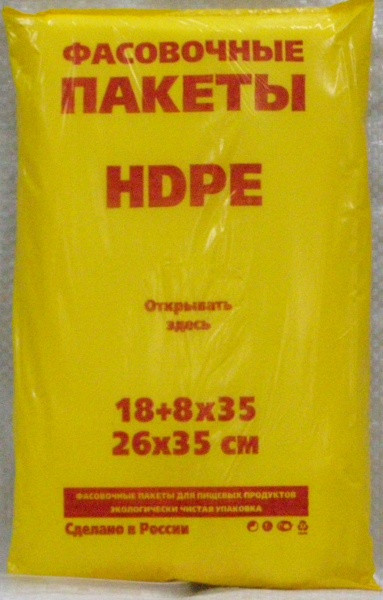 ФАСОВОЧНЫЕ
ПАКЕТЫ
HDPE
Открывать
здесь
18+8x35
26x35 см
ФАСОВОЧНЫЕ ПАКЕТЫ ДЛЯ ПИЩЕВЫХ ПРОДУКТОВ
ЭКОЛОГИЧЕСКИ ЧИСТАЯ УПАКОВКА
Сделано в России